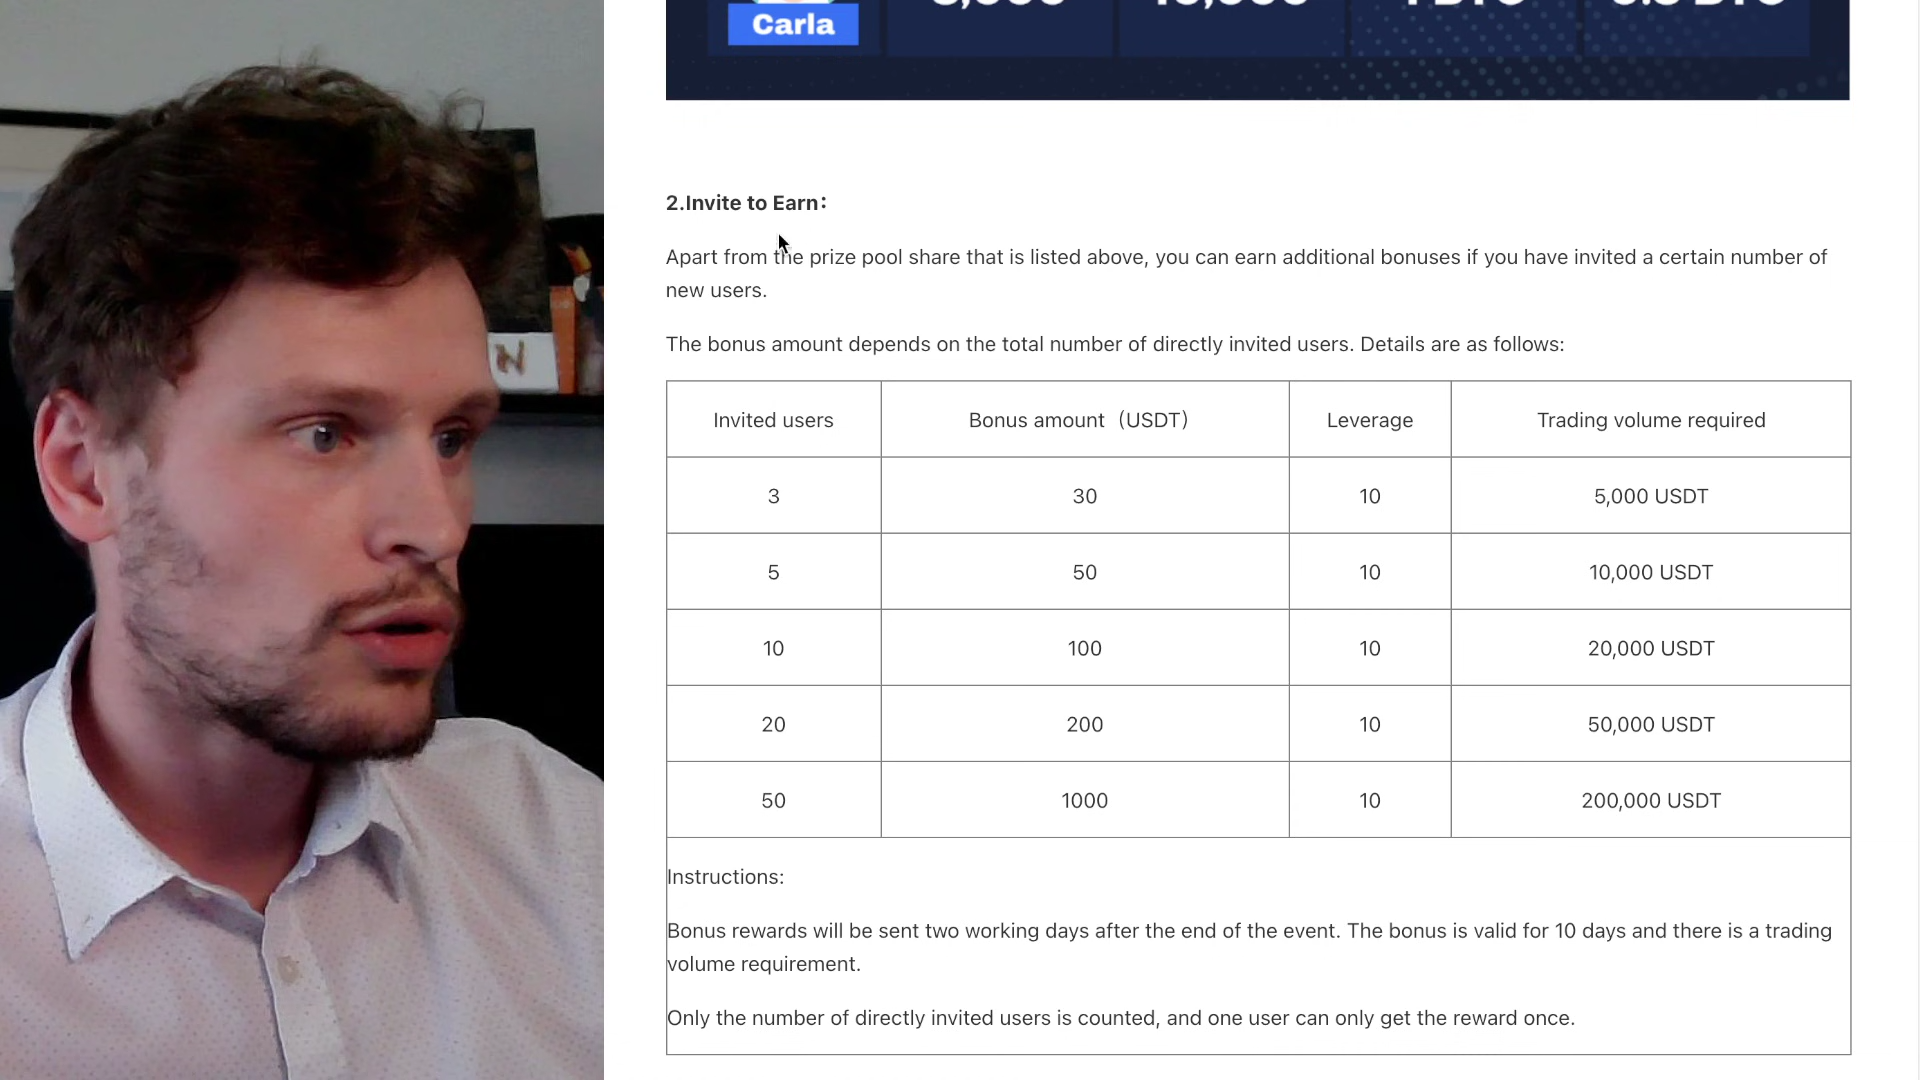 Carla
2.Invite to Earn：
Apart from the prize pool share that is listed above, you can earn additional bonuses if you have invited a certain number of
new users.
The bonus amount depends on the total number of directly invited users. Details are as follows:
Invited users Bonus amount（USDT） Leverage Trading volume required
3 30 10 5,000 USDT
5 50 10 10,000 USDT
10 100 10 20,000 USDT
20 200 10 50,000 USDT
50 1000 10 200,000 USDT
Instructions:
Bonus rewards will be sent two working days after the end of the event. The bonus is valid for 10 days and there is a trading
volume requirement.
Only the number of directly invited users is counted, and one user can only get the reward once.
N